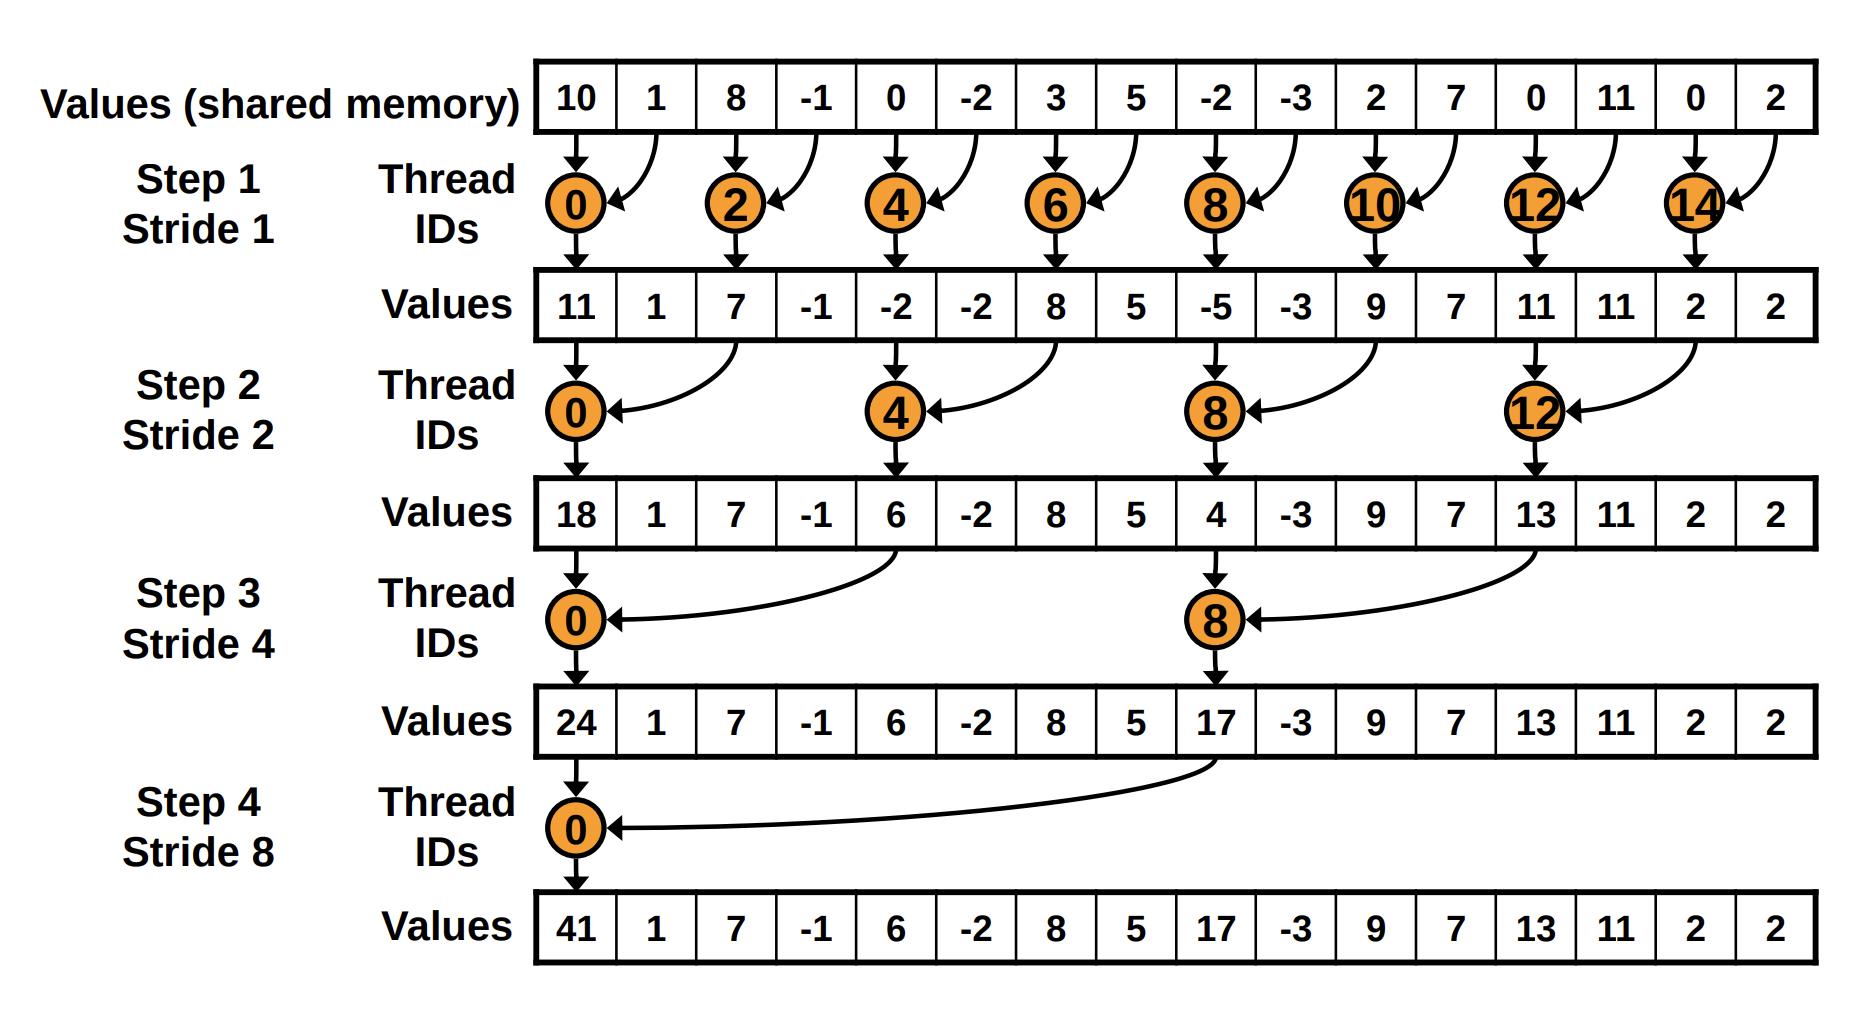 Values (shared memory) 10 1 8 -1 0 -2 3 5 -2 -3 2 7 0 11 0 2
Step 1 Thread
Stride 1 IDs
0 2 4 6 8 10 12 14
Values 11 1 7 -1 -2 -2 8 5 -5 -3 9 7 11 11 2 2
Step 2 Thread
Stride 2 IDs
0 4 8 12
Values 18 1 7 -1 6 -2 8 5 4 -3 9 7 13 11 2 2
Step 3 Thread
Stride 4 IDs
0 8
Values 24 1 7 -1 6 -2 8 5 17 -3 9 7 13 11 2 2
Step 4 Thread
Stride 8 IDs
0
Values 41 1 7 -1 6 -2 8 5 17 -3 9 7 13 11 2 2